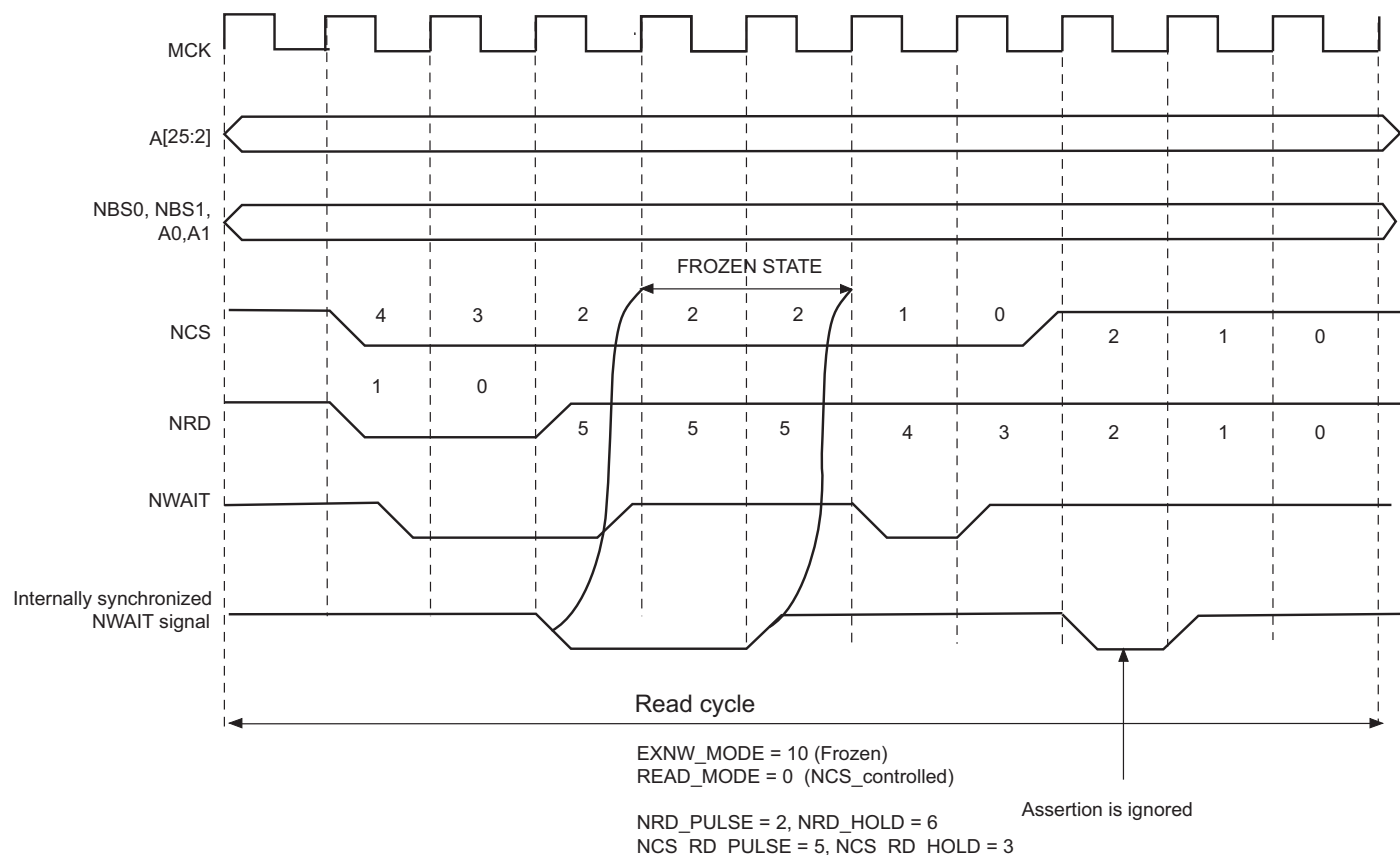 MCK
A[25:2]
NBS0, NBS1,
A0,A1
FROZEN STATE
NCS
4 3 2 2 2 1 0
2 1 0
1 0
NRD
5 5 5 4 3 2 1 0
NWAIT
Internally synchronized
NWAIT signal
Read cycle
EXNW_MODE = 10 (Frozen)
READ_MODE = 0 (NCS_controlled)
Assertion is ignored
NRD_PULSE = 2, NRD_HOLD = 6
NCS_RD_PULSE = 5, NCS_RD_HOLD = 3